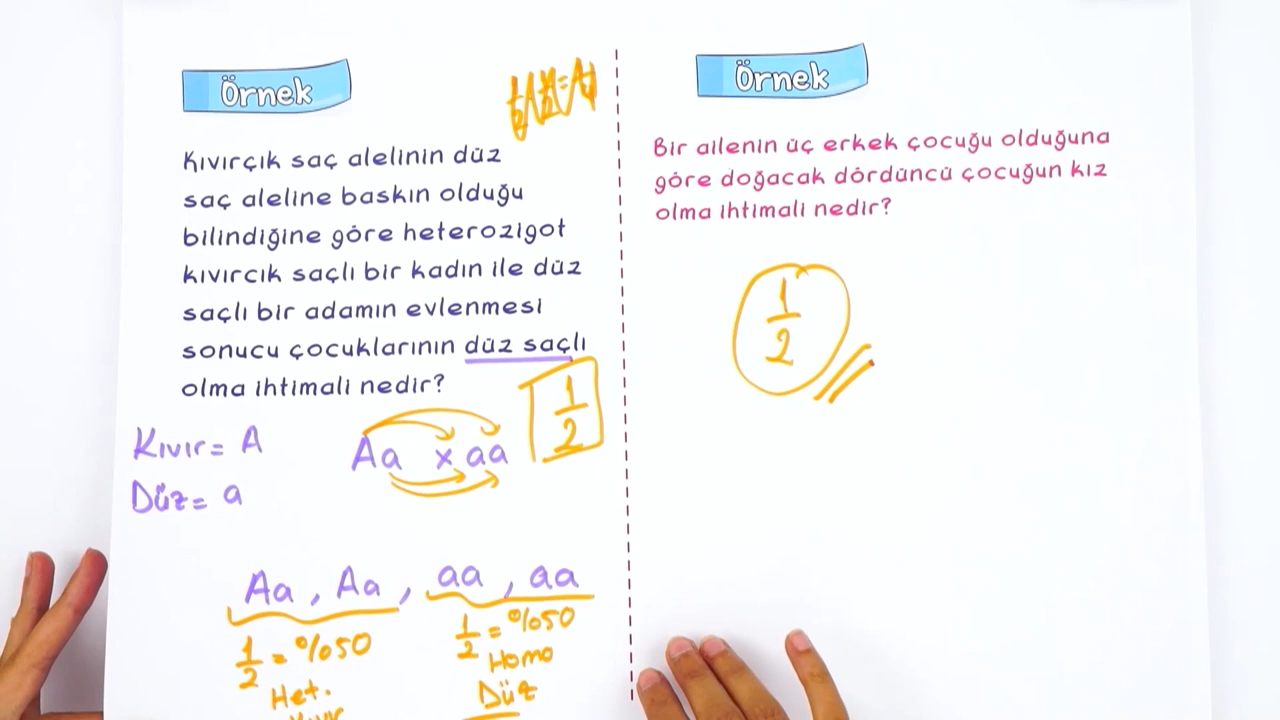 Örnek
Kıvırçık saç alelinin düz
saç aleline baskın olduğu
bilindiğine göre heterozigot
kıvırcık saçlı bir kadın ile düz
saçlı bir adamın evlenmesi
sonucu çocuklarının düz saçlı
olma ihtimali nedir?
1
2
Kıvır= A
Düz= a
Aa x aa
Aa, Aa, aa, aa
1/2 = %50
Het.
1/2 = %50
Homo
Düz
Örnek
Bir ailenin üç erkek çocuğu olduğuna
göre doğacak dördüncü çocuğun kız
olma ihtimali nedir?
1
2